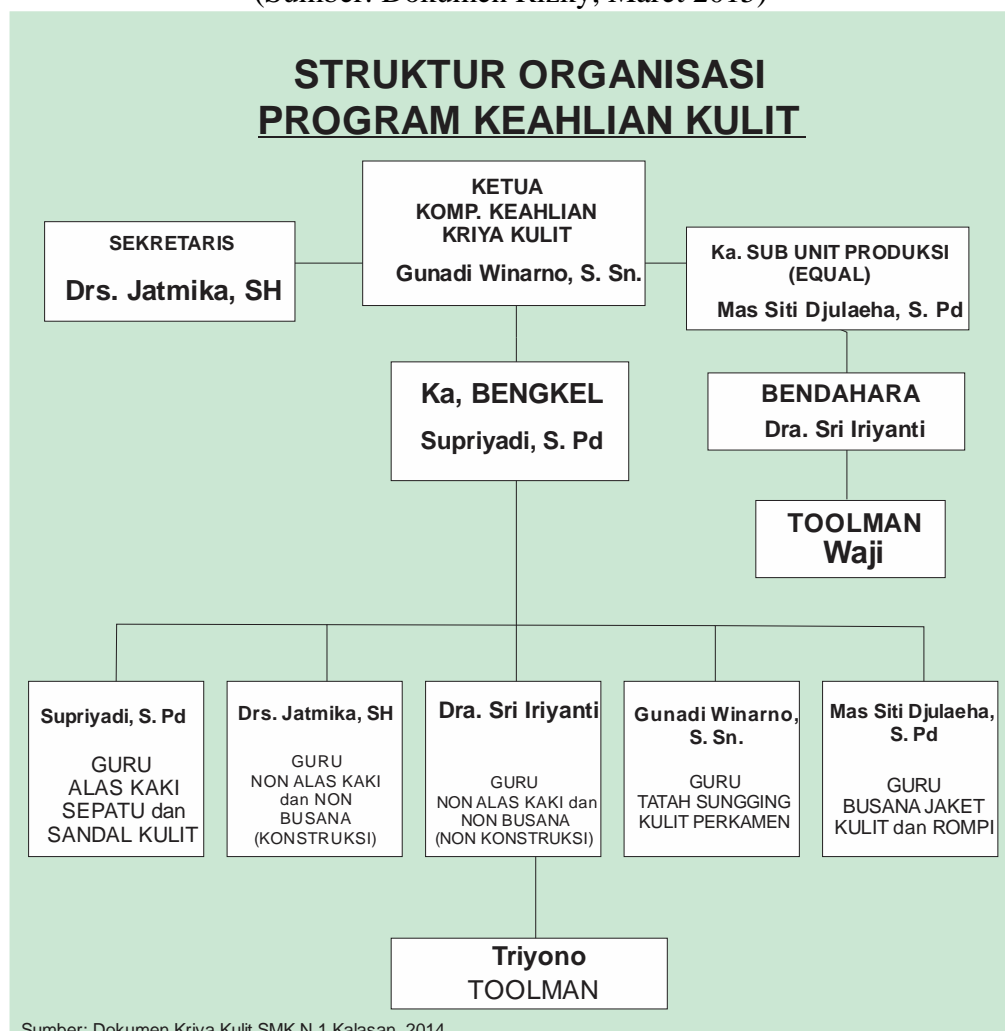 (Sumber: Dokumen Rizky, Maret 2015)
STRUKTUR ORGANISASI
PROGRAM KEAHLIAN KULIT
KETUA
KOMP. KEAHLIAN
KRIYA KULIT
Gunadi Winarno, S. Sn.
SEKRETARIS
Drs. Jatmika, SH
Ka. SUB UNIT PRODUKSI
(EQUAL)
Mas Siti Djulaeha, S. Pd
Ka, BENGKEL
Supriyadi, S. Pd
BENDAHARA
Dra. Sri Iriyanti
TOOLMAN
Waji
Supriyadi, S. Pd
GURU
ALAS KAKI
SEPATU dan
SANDAL KULIT
Drs. Jatmika, SH
GURU
NON ALAS KAKI
dan NON
BUSANA
(KONSTRUKSI)
Dra. Sri Iriyanti
GURU
NON ALAS KAKI dan
NON BUSANA
(NON KONSTRUKSI)
Gunadi Winarno,
S. Sn.
GURU
TATAH SUNGGING
KULIT PERKAMEN
Mas Siti Djulaeha,
S. Pd
GURU
BUSANA JAKET
KULIT dan ROMPI
Triyono
TOOLMAN
Sumber: Dokumen Kriya Kulit SMK N 1 Kalasan, 2014